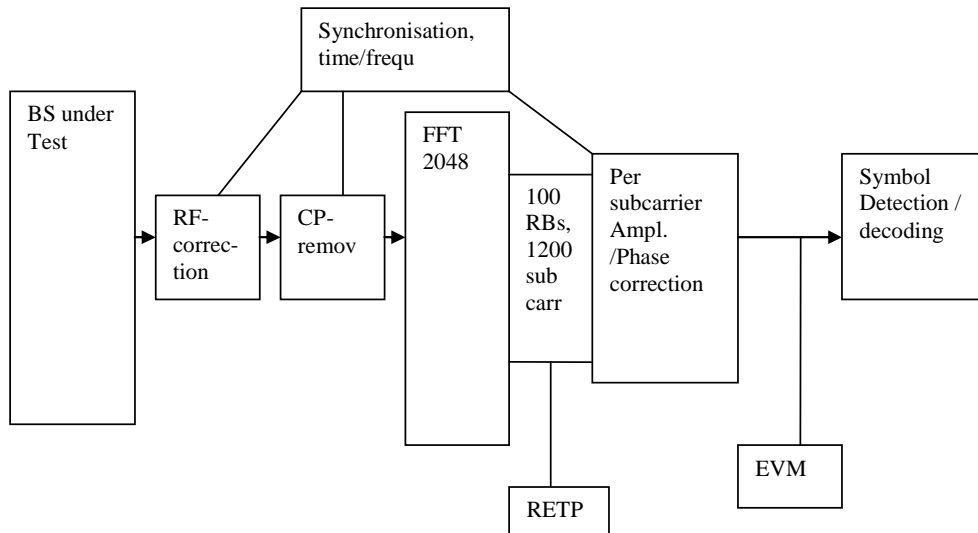 Synchronisation,
time/frequ
BS under
Test
FFT
2048
RF-
correc-
tion
CP-
remov
100
RBs,
1200
sub
carr
Per
subcarrier
Ampl.
/Phase
correction
Symbol
Detection /
decoding
EVM
RETP